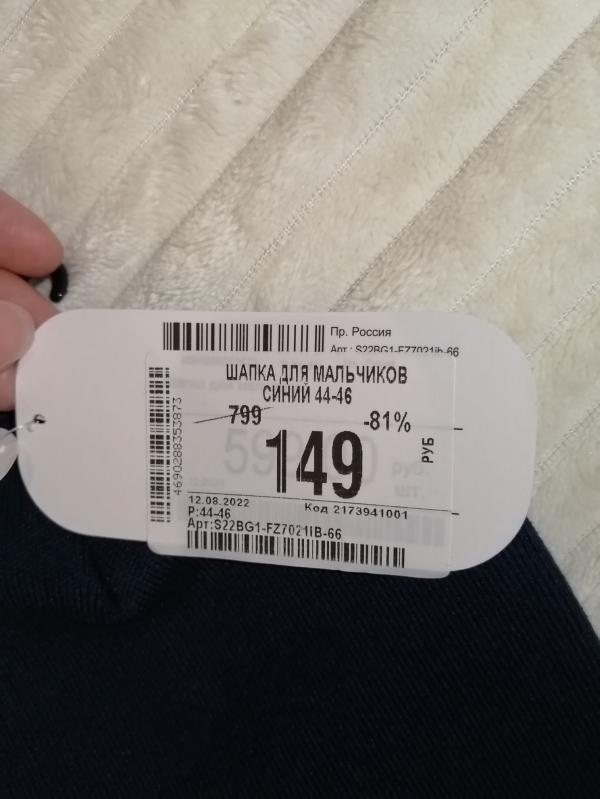 Пр. Россия
Арт.: S22BG1-FZ7021ib-66
ШАПКА ДЛЯ МАЛЬЧИКОВ
СИНИЙ 44-46
799 -81%
149 РУБ
4690288353873
12.08.2022 Код 2173941001
Р:44-46
Арт:S22BG1-FZ7021IB-66